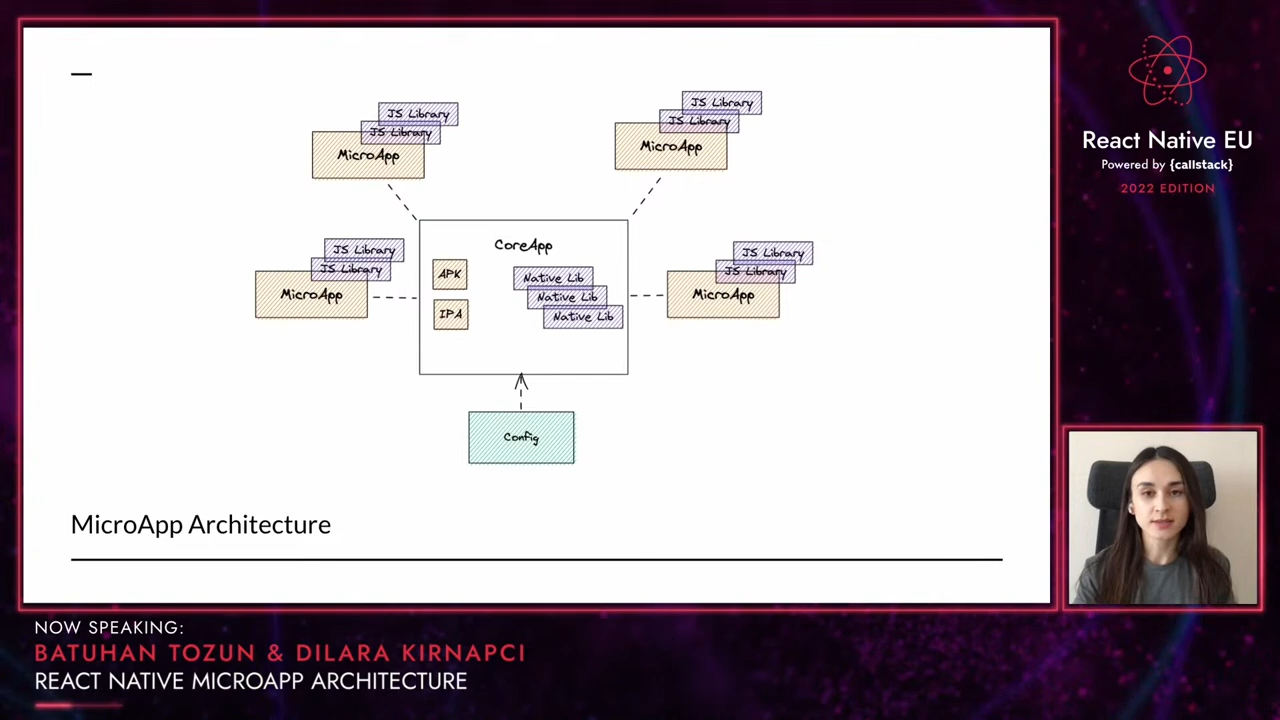 JS Library
JS Library
MicroApp
JS Library
JS Library
MicroApp
JS Library
JS Library
MicroApp
CoreApp
APK
IPA
Native Lib
Native Lib
Native Lib
JS Library
JS Library
MicroApp
Config
MicroApp Architecture
React Native EU
Powered by {callstack}
2022 EDITION
NOW SPEAKING:
BATUHAN TOZUN & DILARA KIRNAPCI
REACT NATIVE MICROAPP ARCHITECTURE